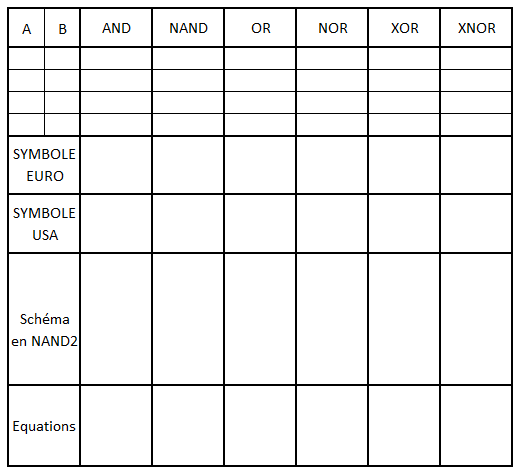 A B AND NAND OR NOR XOR XNOR
SYMBOLE
EURO
SYMBOLE
USA
Schéma
en NAND2
Equations